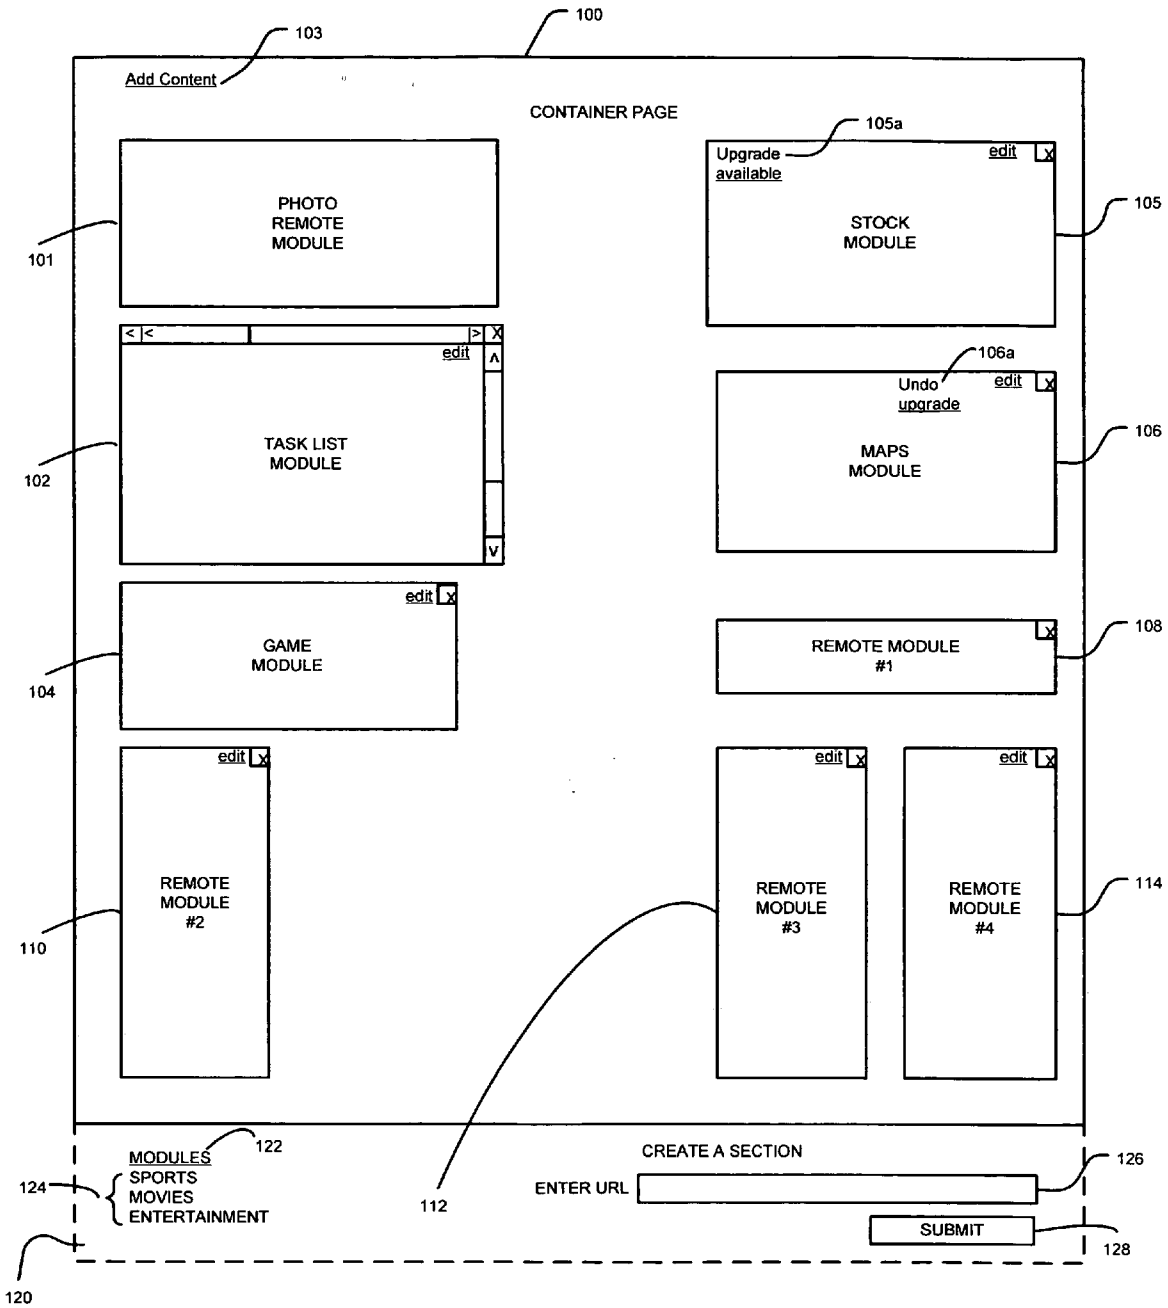 100
103
Add Content
CONTAINER PAGE
105a
Upgrade
available
edit
X
PHOTO
REMOTE
MODULE
STOCK
MODULE
105
101
< |<
|>
X
edit
ʌ
TASK LIST
MODULE
V
102
106a
Undo
upgrade
edit
X
MAPS
MODULE
106
edit
X
GAME
MODULE
104
X
REMOTE MODULE
#1
108
edit
X
REMOTE
MODULE
#2
110
edit
X
REMOTE
MODULE
#3
edit
X
REMOTE
MODULE
#4
114
MODULES
122
SPORTS
MOVIES
ENTERTAINMENT
124
120
112
CREATE A SECTION
ENTER URL
126
SUBMIT
128